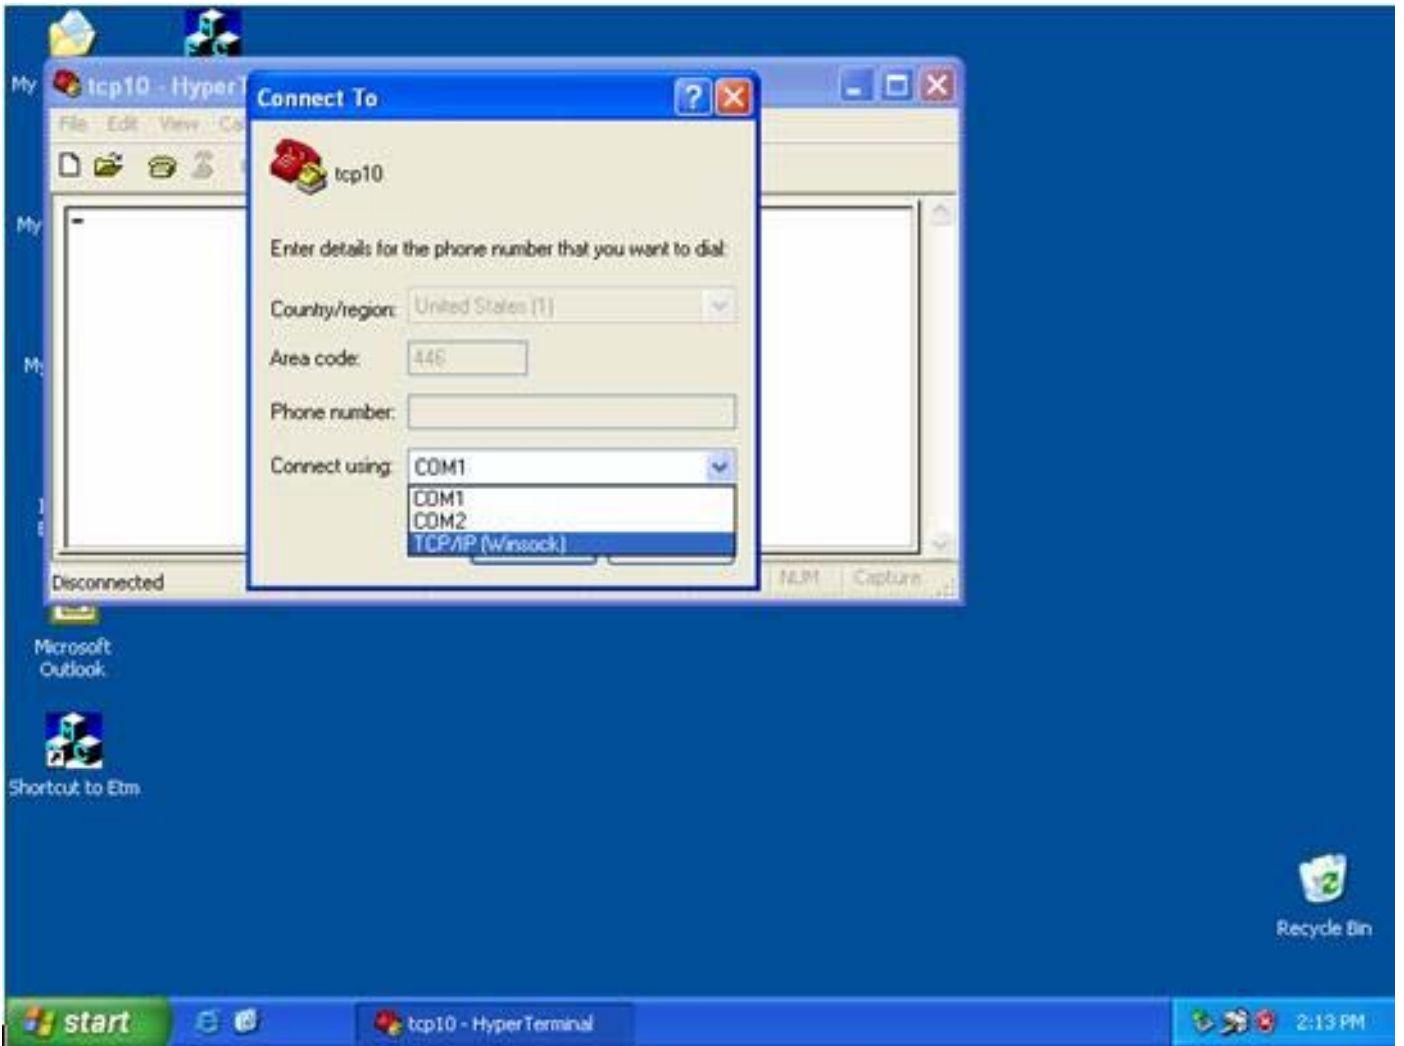 My
tcp10 - HyperT
File Edit View Ca
Connect To
tcp10
My
Enter details for the phone number that you want to dial:
Country/region: United States (1)
Area code: 446
My
Phone number:
Connect using: COM1
COM1
COM2
TCP/IP (Winsock)
Disconnected
NUM Capture
Microsoft
Outlook
Shortcut to Etm
Recycle Bin
start
tcp10 - HyperTerminal
2:13 PM